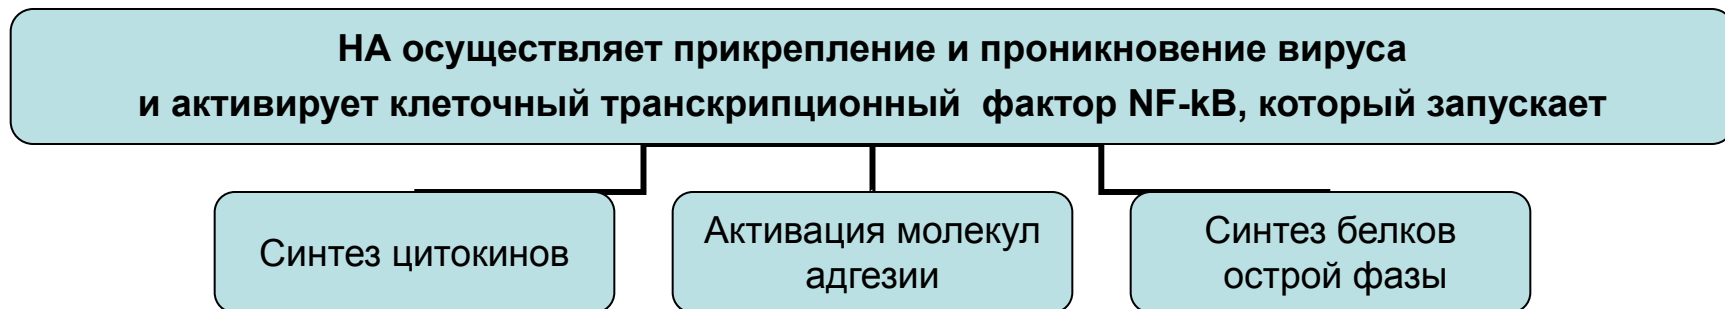 НА осуществляет прикрепление и проникновение вируса
и активирует клеточный транскрипционный фактор NF-kB, который запускает
Синтез цитокинов
Активация молекул
адгезии
Синтез белков
острой фазы